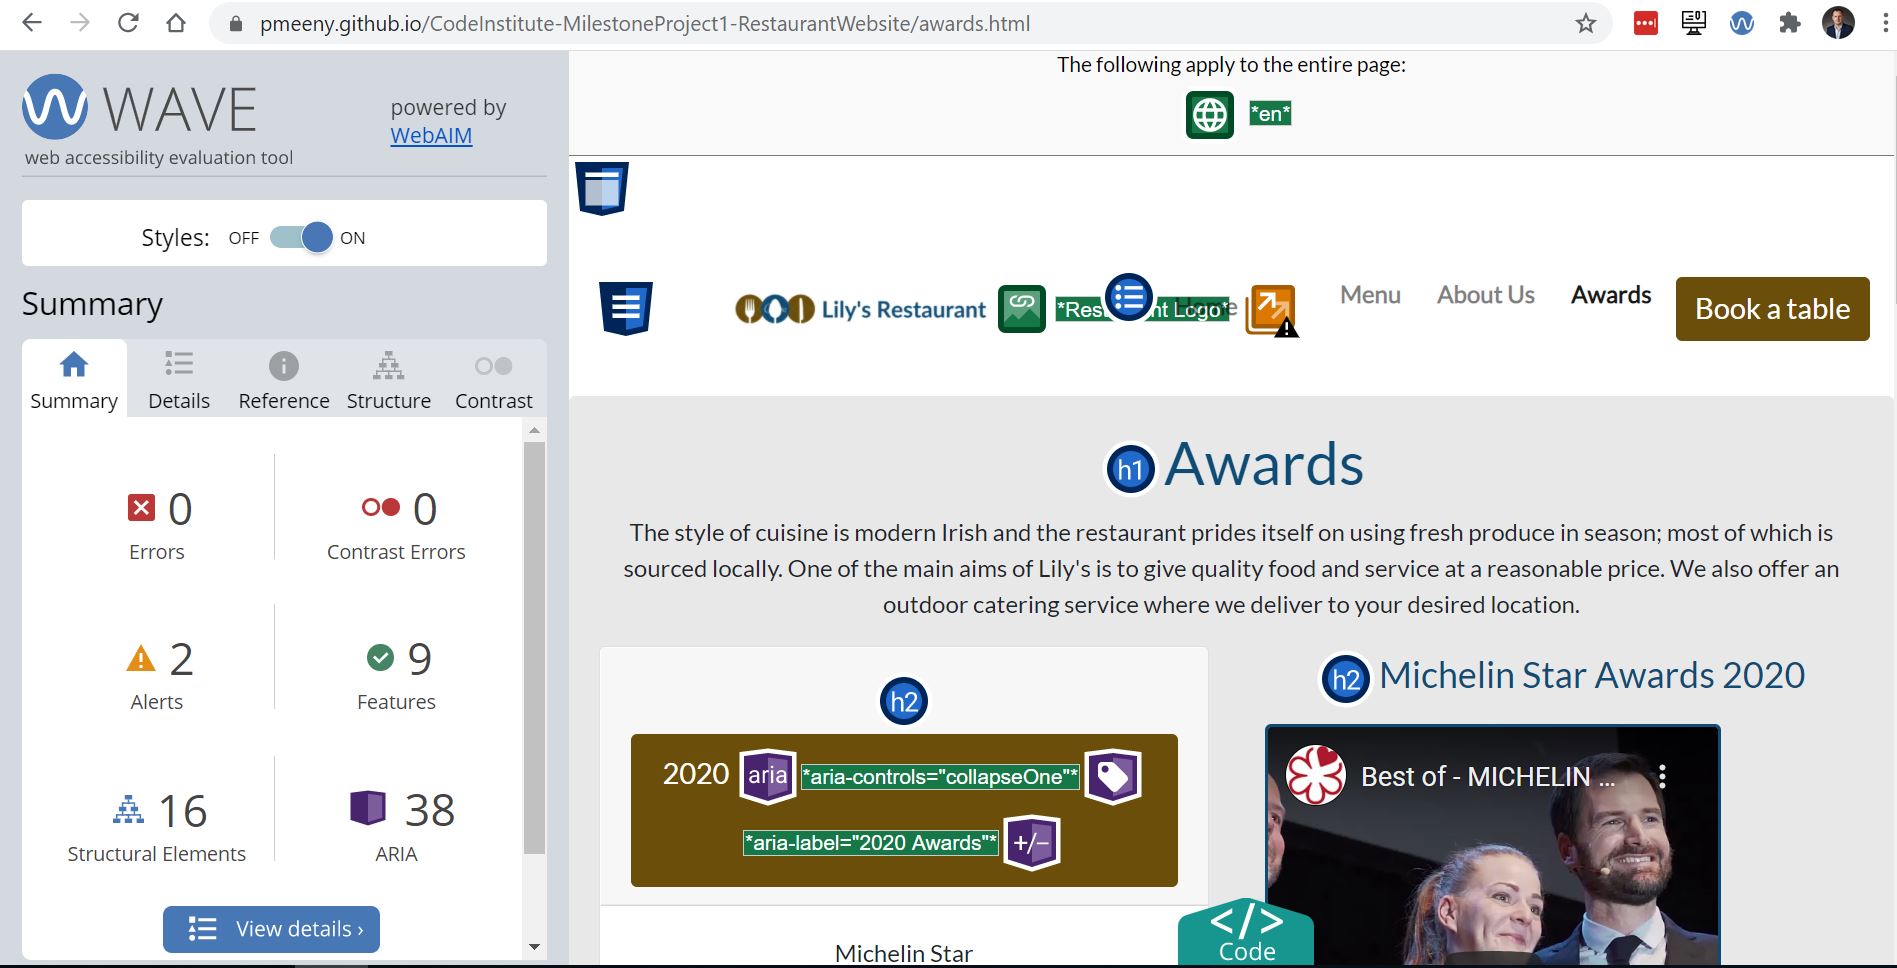 pmeeny.github.io/CodeInstitute-MilestoneProject1-RestaurantWebsite/awards.html
WAVE
powered by
WebAIM
web accessibility evaluation tool
Styles: OFF ON
Summary
Summary Details Reference Structure Contrast
0 0
Errors Contrast Errors
2 9
Alerts Features
16 38
Structural Elements ARIA
View details ›
The following apply to the entire page:
*en*
Lily's Restaurant *Rest nt Logo* Home Menu About Us Awards Book a table
h1 Awards
The style of cuisine is modern Irish and the restaurant prides itself on using fresh produce in season; most of which is
sourced locally. One of the main aims of Lily's is to give quality food and service at a reasonable price. We also offer an
outdoor catering service where we deliver to your desired location.
h2
2020 aria *aria-controls="collapseOne"*
*aria-label="2020 Awards"* +/−
Michelin Star
h2 Michelin Star Awards 2020
Best of - MICHELIN ...
</>
Code